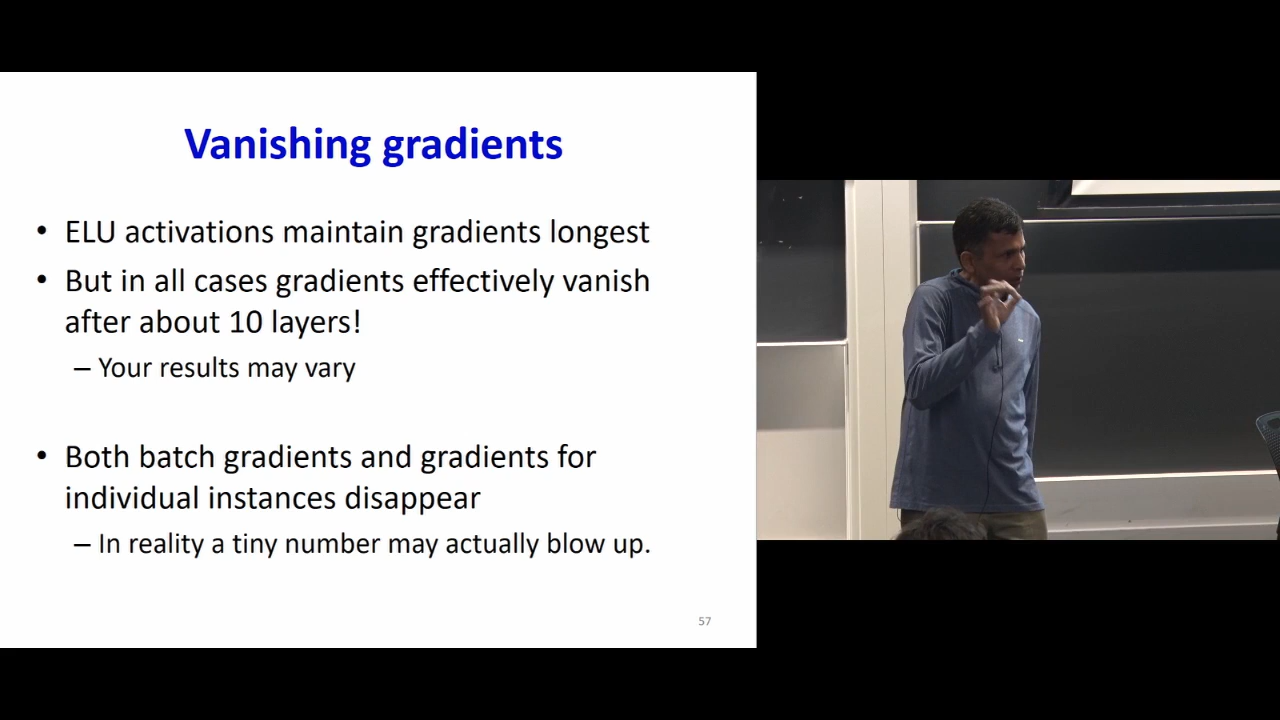 Vanishing gradients
• ELU activations maintain gradients longest
• But in all cases gradients effectively vanish
after about 10 layers!
– Your results may vary
• Both batch gradients and gradients for
individual instances disappear
– In reality a tiny number may actually blow up.
57